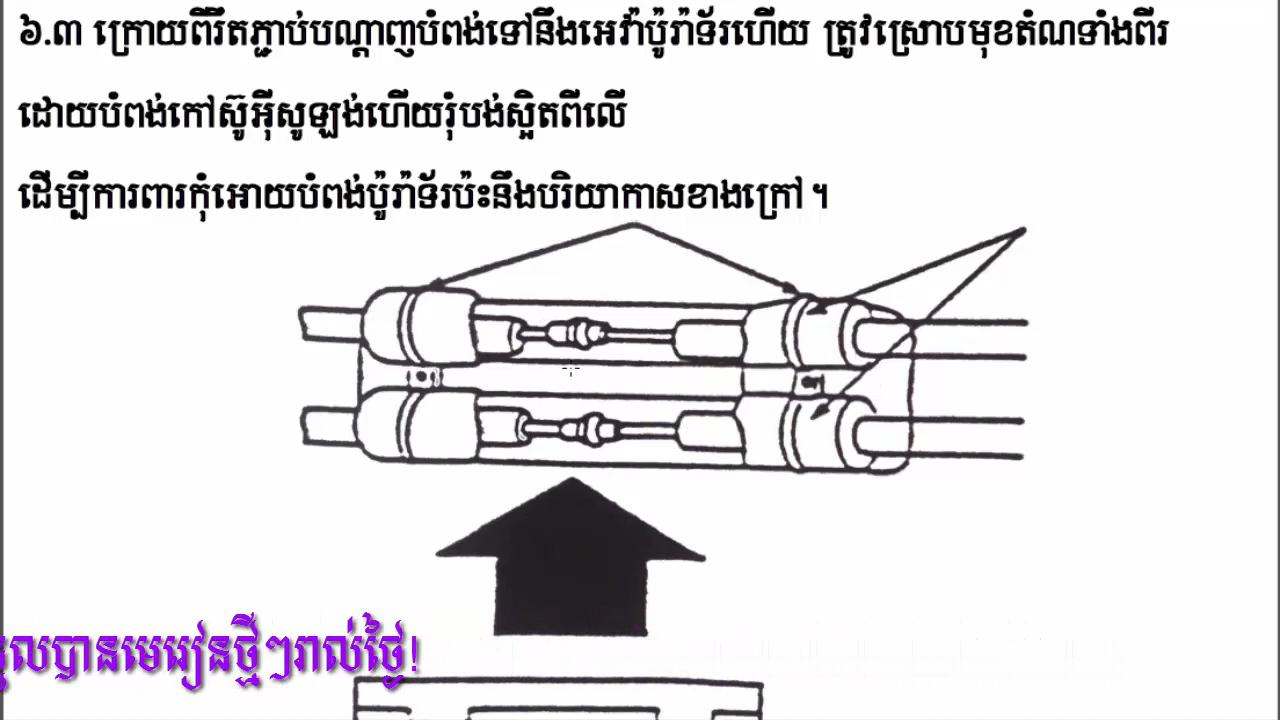 ៦.៣ ក្រោយពីរឹតភ្ជាប់បណ្តាញបំពង់ទៅនឹងអេវ៉ាប៉ូរ៉ាទ័រហើយ ត្រូវស្រោបមុខតំណទាំងពីរ
ដោយបំពង់កៅស៊ូអ៊ីសូឡង់ហើយរុំបង់ស្អិតពីលើ
ដើម្បីការពារកុំអោយបំពង់ប៉ូរ៉ាទ័រប៉ះនឹងបរិយាកាសខាងក្រៅ ។
បានមេរៀនថ្មីៗរាល់ថ្ងៃ!